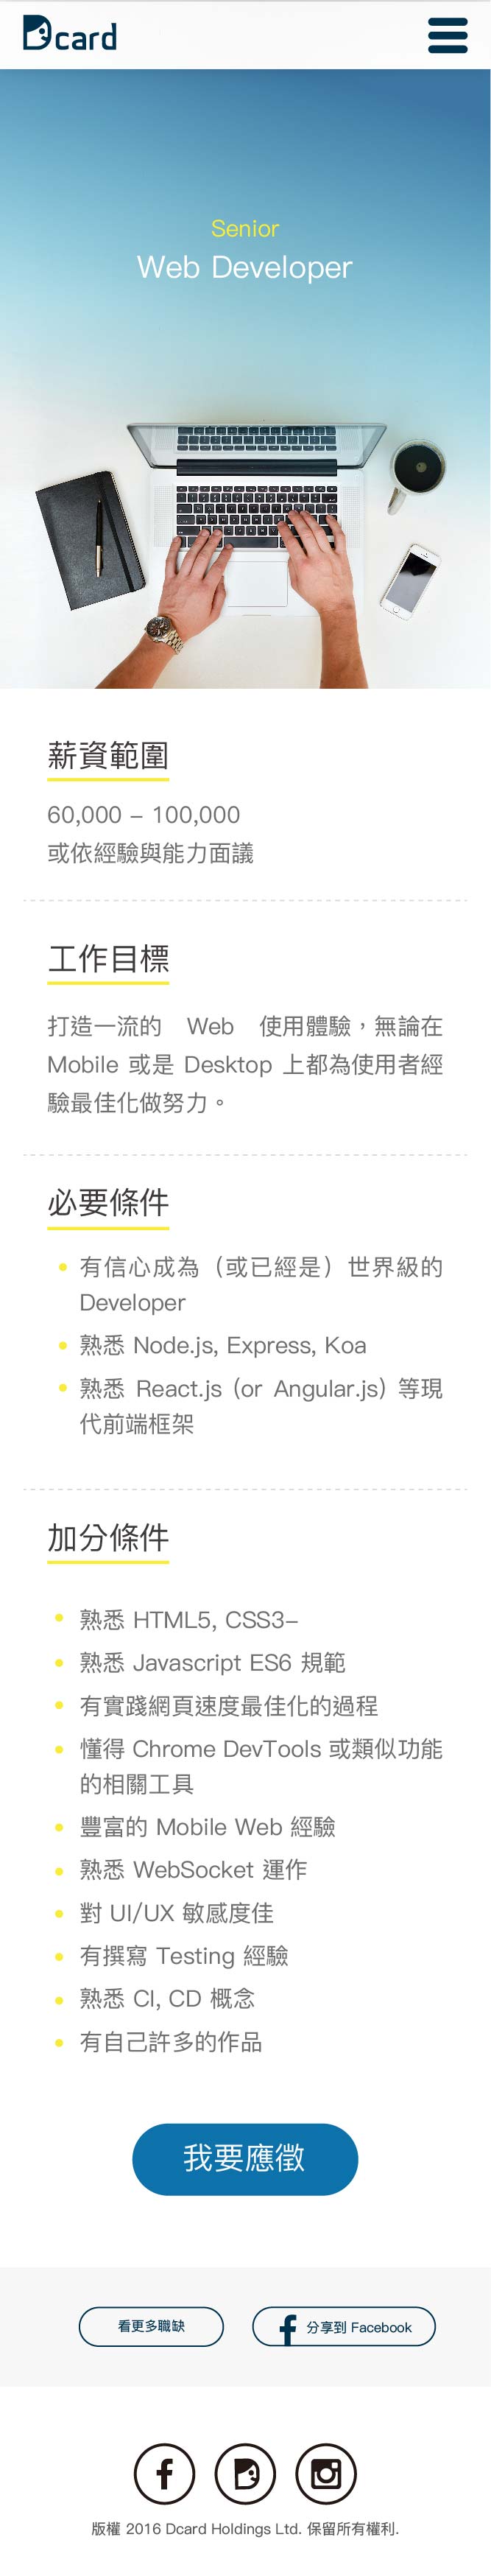 Dcard
Senior
Web Developer
薪資範圍
60,000 – 100,000
或依經驗與能力面議
工作目標
打造一流的 Web 使用體驗，無論在
Mobile 或是 Desktop 上都為使用者經
驗最佳化做努力。
必要條件
有信心成為（或已經是）世界級的
Developer
熟悉 Node.js, Express, Koa
熟悉 React.js (or Angular.js) 等現
代前端框架
加分條件
熟悉 HTML5, CSS3–
熟悉 Javascript ES6 規範
有實踐網頁速度最佳化的過程
懂得 Chrome DevTools 或類似功能
的相關工具
豐富的 Mobile Web 經驗
熟悉 WebSocket 運作
對 UI/UX 敏感度佳
有撰寫 Testing 經驗
熟悉 CI, CD 概念
有自己許多的作品
我要應徵
看更多職缺
分享到 Facebook
版權 2016 Dcard Holdings Ltd. 保留所有權利.